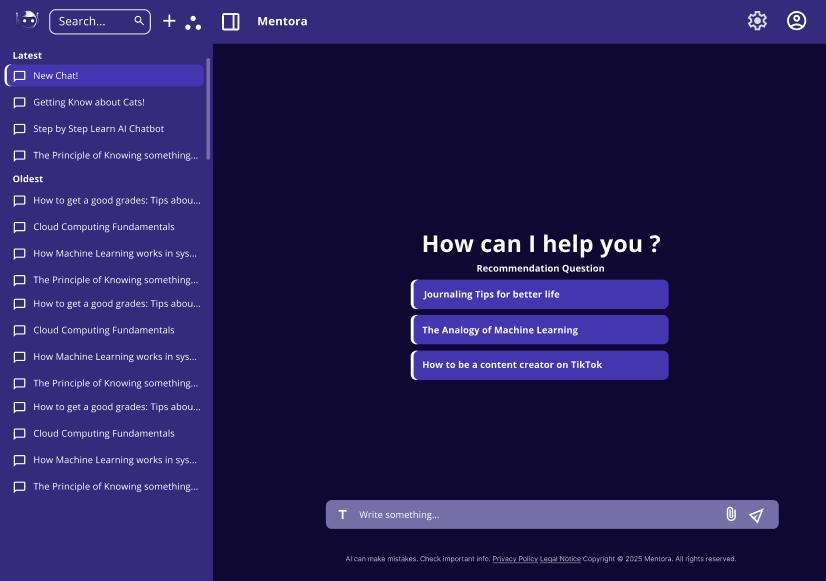 Search...
Mentora
Latest
New Chat!
Getting Know about Cats!
Step by Step Learn AI Chatbot
The Principle of Knowing something...
Oldest
How to get a good grades: Tips abou...
Cloud Computing Fundamentals
How Machine Learning works in sys...
The Principle of Knowing something...
How to get a good grades: Tips abou...
Cloud Computing Fundamentals
How Machine Learning works in sys...
The Principle of Knowing something...
How to get a good grades: Tips abou...
Cloud Computing Fundamentals
How Machine Learning works in sys...
The Principle of Knowing something...
How can I help you ?
Recommendation Question
Journaling Tips for better life
The Analogy of Machine Learning
How to be a content creator on TikTok
T Write something...
AI can make mistakes. Check important info. Privacy Policy Legal Notice Copyright © 2025 Mentora. All rights reserved.